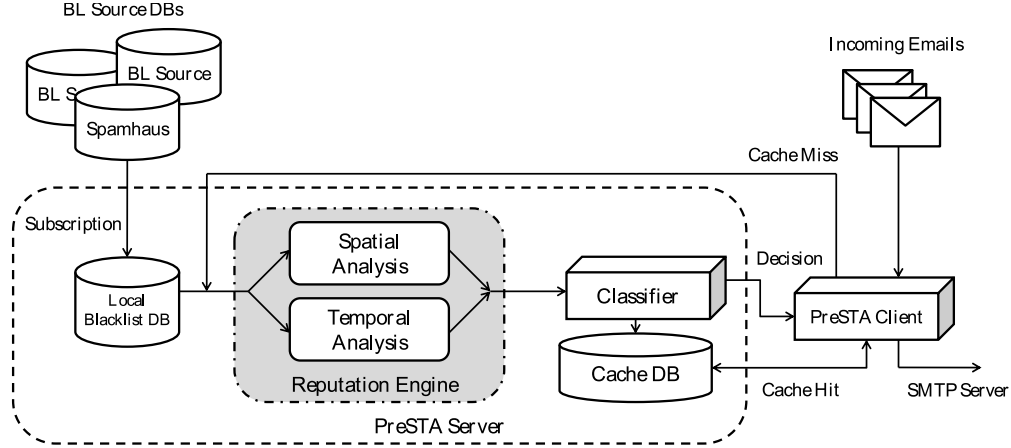 BL Source DBs
BL Source
BL S
Spamhaus
Incoming Emails
Cache Miss
Subscription
Spatial
Analysis
Decision
Local
Blacklist DB
Classifier
PreSTA Client
Temporal
Analysis
Cache DB
Reputation Engine
Cache Hit
SMTP Server
PreSTA Server